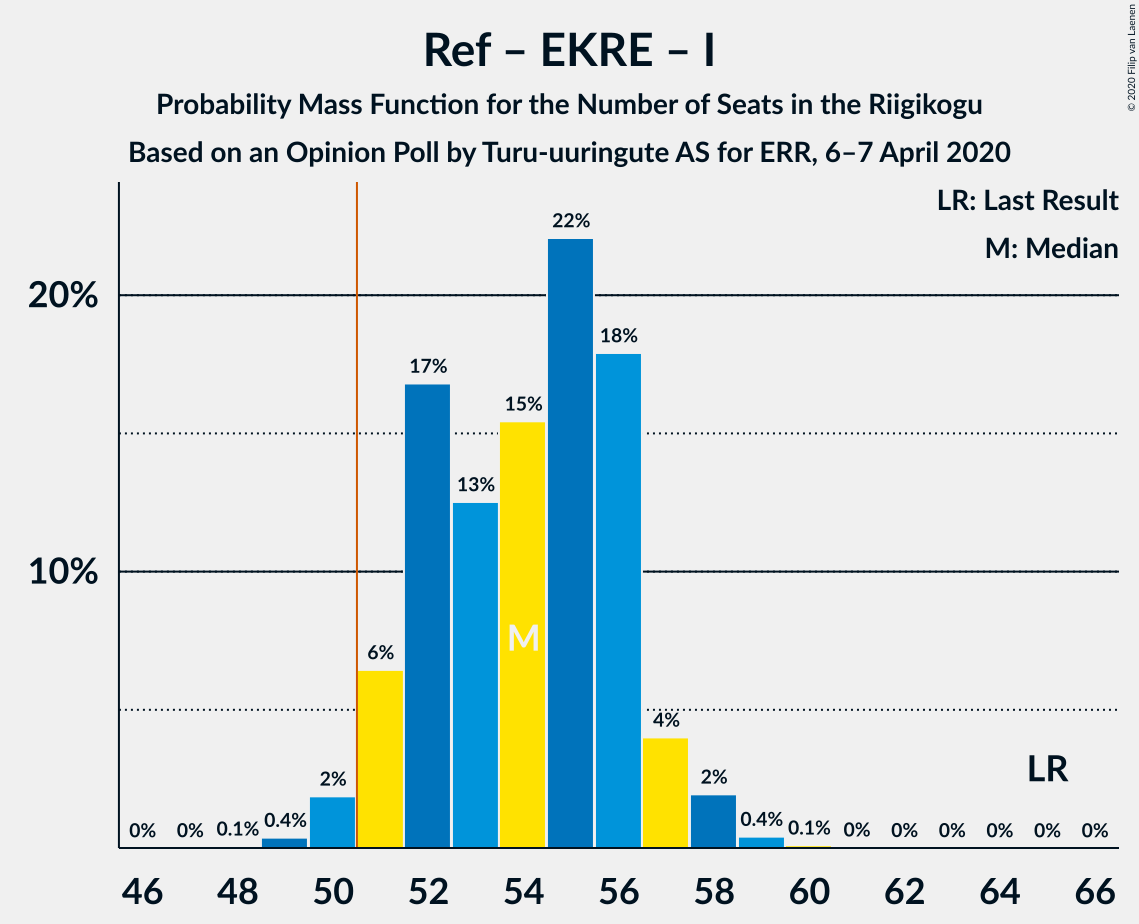 Ref – EKRE – I
Probability Mass Function for the Number of Seats in the Riigikogu
Based on an Opinion Poll by Turu-uuringute AS for ERR, 6–7 April 2020
© 2020 Filip van Laenen
LR: Last Result
M: Median
20%
10%
0% 0% 0.1% 0.4% 2% 6% 17% 13% 15% 22% 18% 4% 2% 0.4% 0.1% 0% 0% 0% 0% 0% 0%
M
LR
46 48 50 52 54 56 58 60 62 64 66